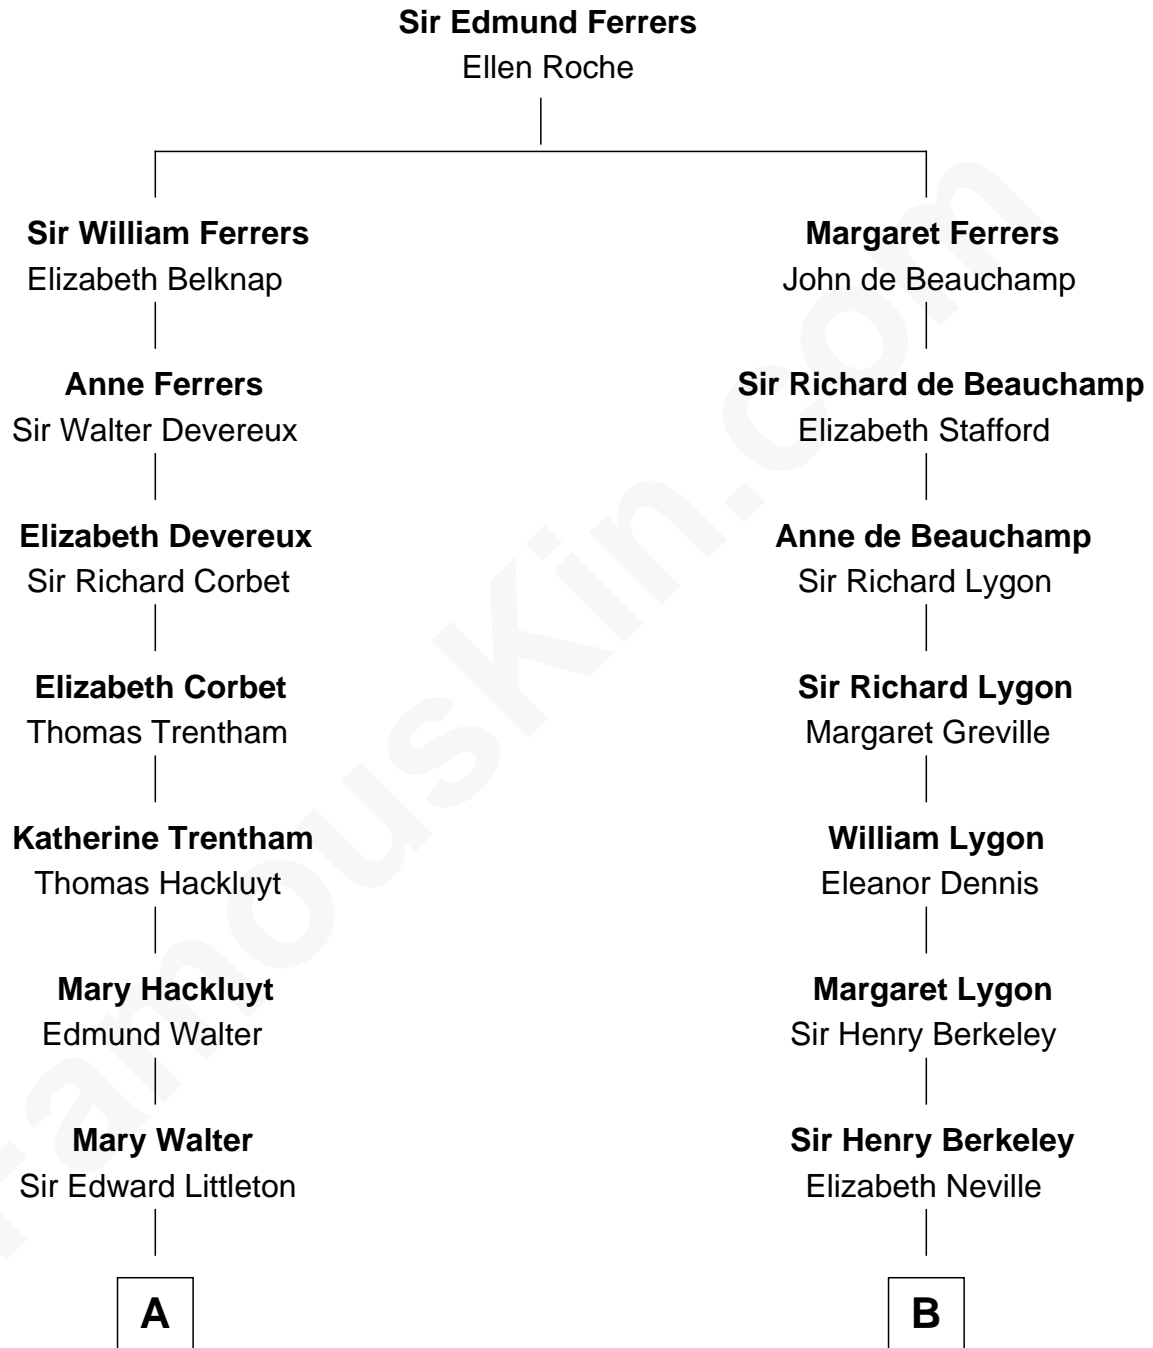 Sir Edmund Ferrers
Ellen Roche
Sir William Ferrers
Elizabeth Belknap
Margaret Ferrers
John de Beauchamp
Anne Ferrers
Sir Walter Devereux
Sir Richard de Beauchamp
Elizabeth Stafford
Elizabeth Devereux
Sir Richard Corbet
Anne de Beauchamp
Sir Richard Lygon
Elizabeth Corbet
Thomas Trentham
Sir Richard Lygon
Margaret Greville
Katherine Trentham
Thomas Hackluyt
William Lygon
Eleanor Dennis
Mary Hackluyt
Edmund Walter
Margaret Lygon
Sir Henry Berkeley
Mary Walter
Sir Edward Littleton
Sir Henry Berkeley
Elizabeth Neville
A
B
FamousKin.com